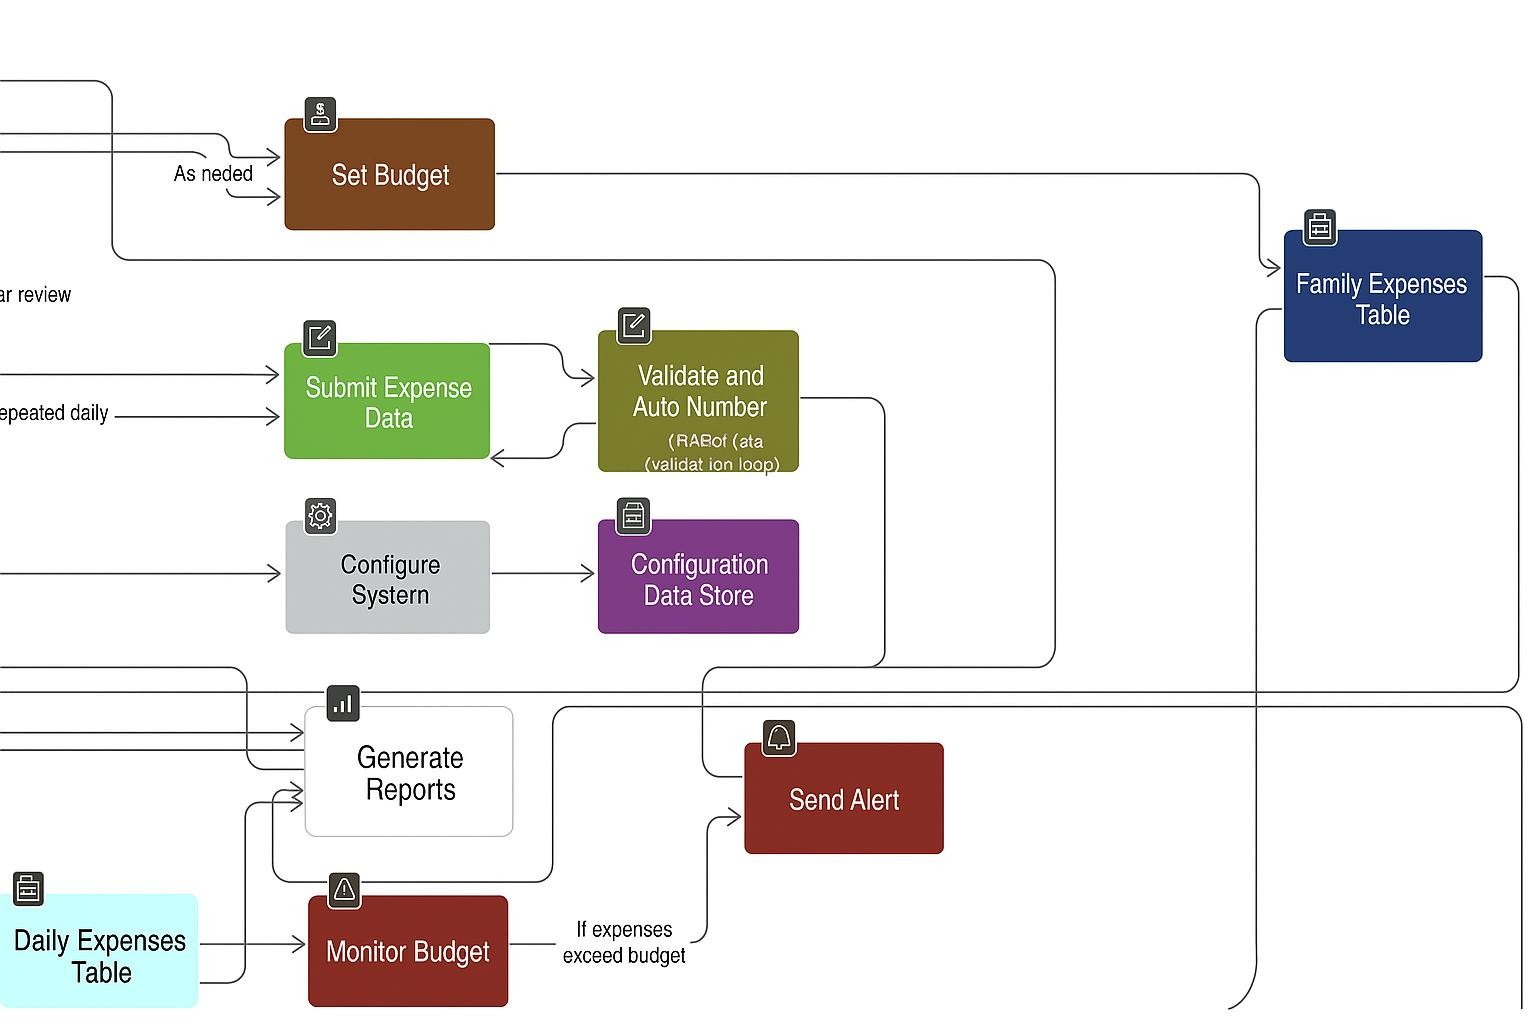 As neded
Set Budget
Family Expenses
Table
ar review
Submit Expense
Data
epeated daily
Validate and
Auto Number
(validat ion loop)
Configure
Systern
Configuration
Data Store
Generate
Reports
Send Alert
Daily Expenses
Table
Monitor Budget
If expenses
exceed budget